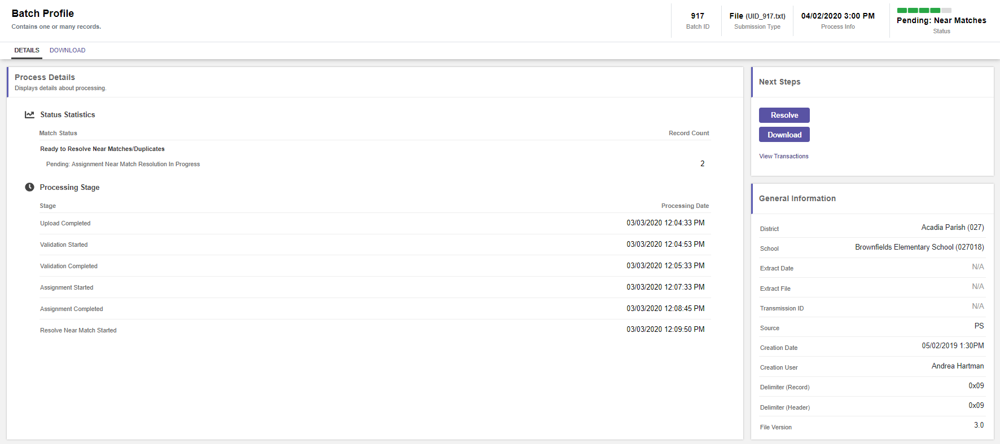 Batch Profile
Contains one or many records.
917
Batch ID
File (UID_917.txt)
Submission Type
04/02/2020 3:00 PM
Process Info
Pending: Near Matches
Status
DETAILS DOWNLOAD
Process Details
Displays details about processing.
Status Statistics
Match Status Record Count
Ready to Resolve Near Matches/Duplicates
Pending: Assignment Near Match Resolution In Progress 2
Processing Stage
Stage Processing Date
Upload Completed 03/03/2020 12:04:33 PM
Validation Started 03/03/2020 12:04:53 PM
Validation Completed 03/03/2020 12:05:33 PM
Assignment Started 03/03/2020 12:07:33 PM
Assignment Completed 03/03/2020 12:08:45 PM
Resolve Near Match Started 03/03/2020 12:09:50 PM
Next Steps
Resolve
Download
View Transactions
General Information
District Acadia Parish (027)
School Brownfields Elementary School (027018)
Extract Date N/A
Extract File N/A
Transmission ID N/A
Source PS
Creation Date 05/02/2019 1:30PM
Creation User Andrea Hartman
Delimiter (Record) 0x09
Delimiter (Header) 0x09
File Version 3.0